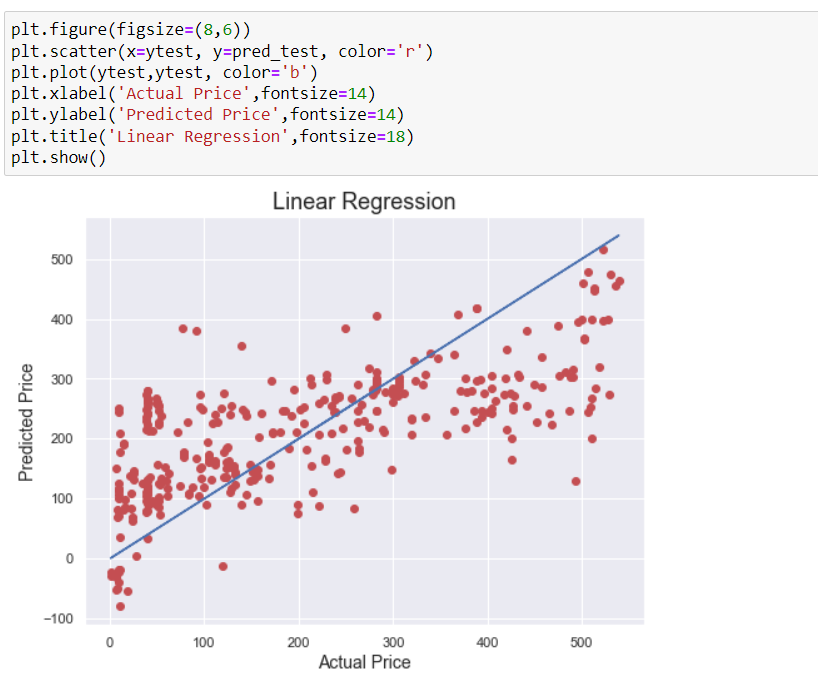 plt.figure(figsize=(8,6))
plt.scatter(x=ytest, y=pred_test, color='r')
plt.plot(ytest,ytest, color='b')
plt.xlabel('Actual Price',fontsize=14)
plt.ylabel('Predicted Price',fontsize=14)
plt.title('Linear Regression',fontsize=18)
plt.show()
Linear Regression
Predicted Price
500
400
300
200
100
0
−100
0 100 200 300 400 500
Actual Price